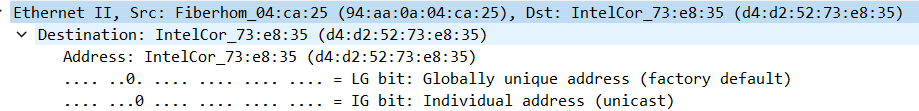 Ethernet II, Src: Fiberhom_04:ca:25 (94:aa:0a:04:ca:25), Dst: IntelCor_73:e8:35 (d4:d2:52:73:e8:35)
Destination: IntelCor_73:e8:35 (d4:d2:52:73:e8:35)
Address: IntelCor_73:e8:35 (d4:d2:52:73:e8:35)
.... ..0. .... .... .... .... = LG bit: Globally unique address (factory default)
.... ...0 .... .... .... .... = IG bit: Individual address (unicast)